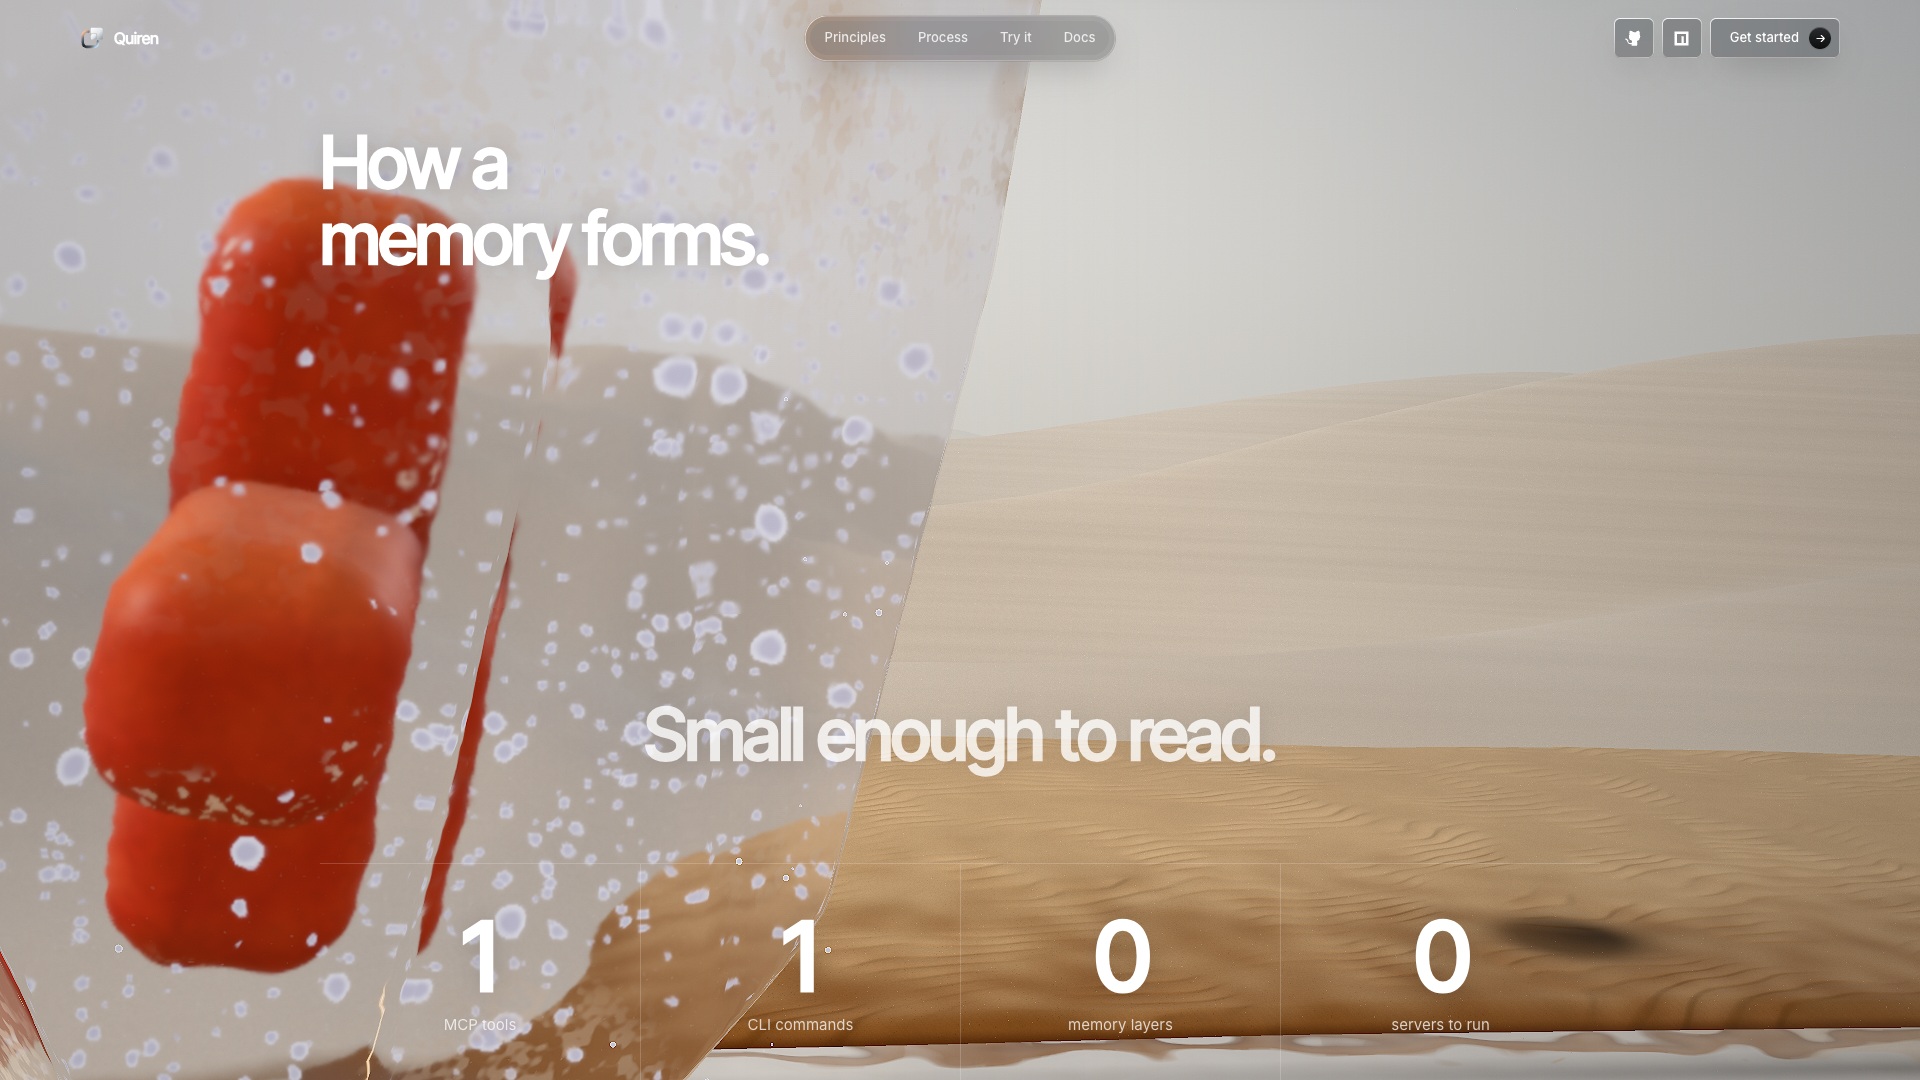 Quiren
Principles
Process
Try it
Docs
Get started
How a
memory forms.
Small enough to read.
1
MCP tools
1
CLI commands
0
memory layers
0
servers to run